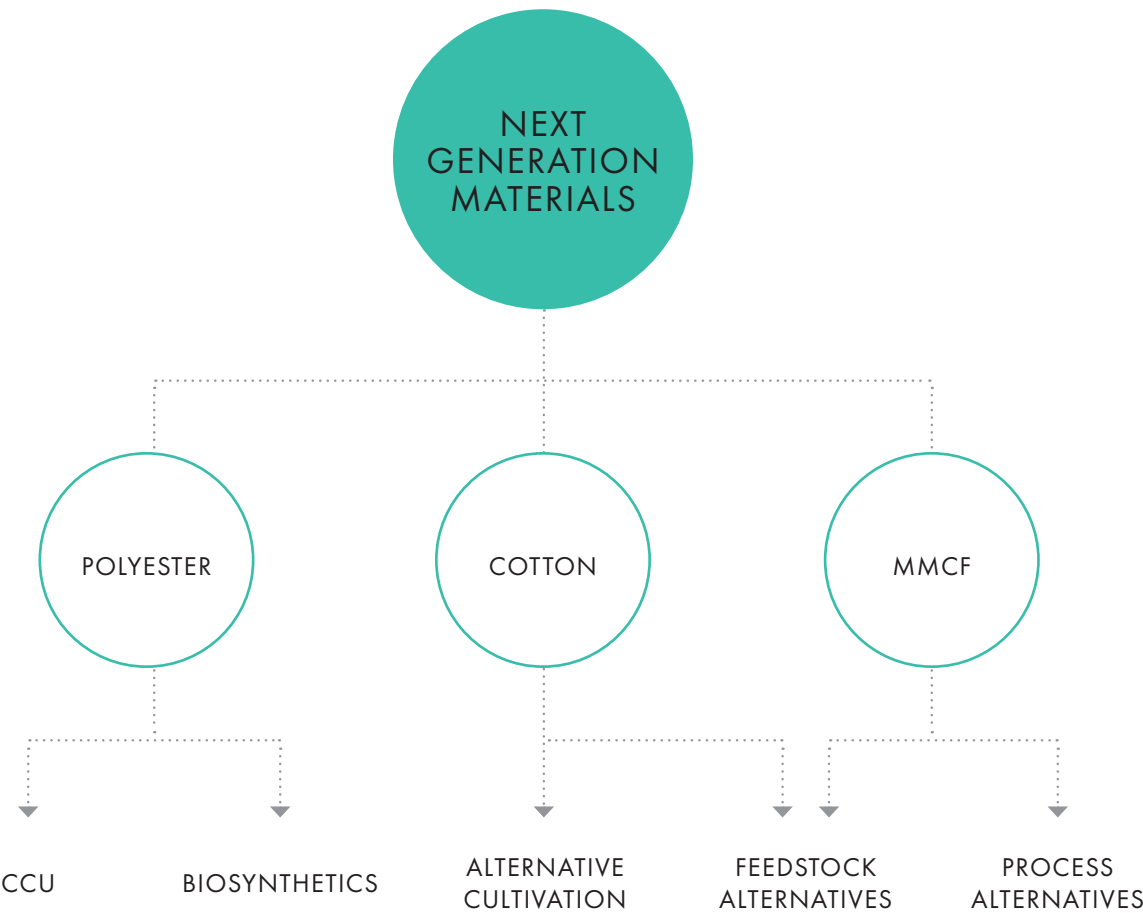 NEXT
GENERATION
MATERIALS
POLYESTER
COTTON
MMCF
CCU
BIOSYNTHETICS
ALTERNATIVE
CULTIVATION
FEEDSTOCK
ALTERNATIVES
PROCESS
ALTERNATIVES